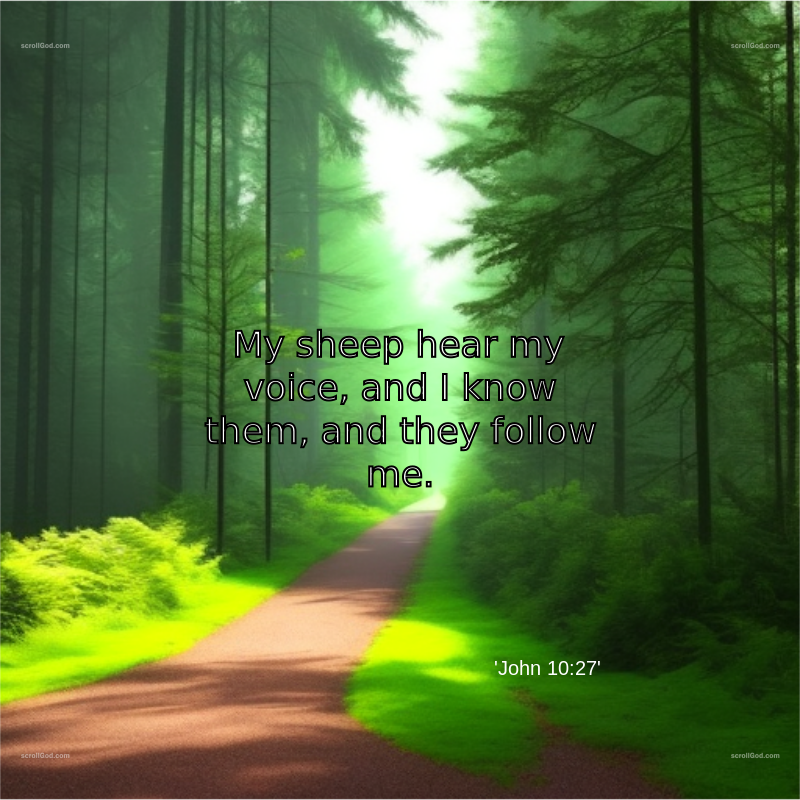 scrollGod.com scrollGod.com
My sheep hear my
voice, and I know
them, and they follow
me.
'John 10:27'
scrollGod.com scrollGod.com